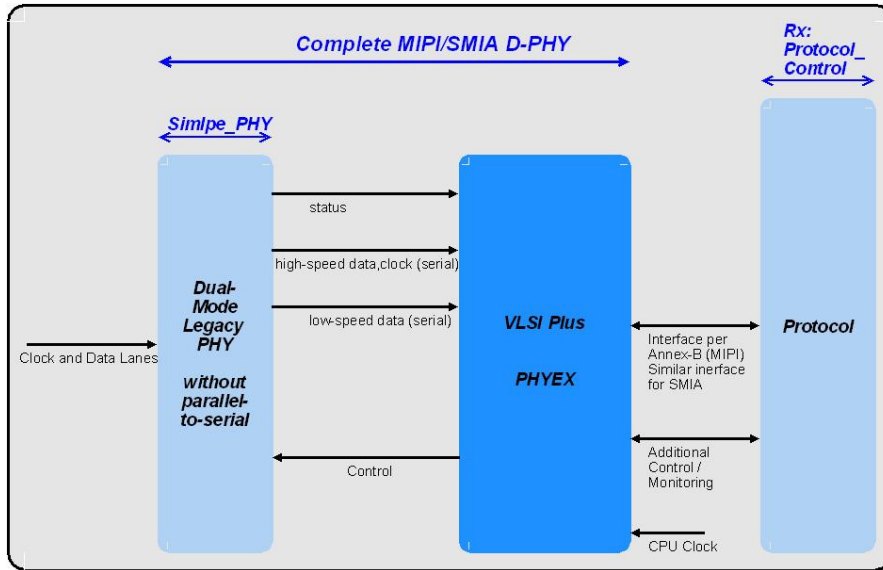 Complete MIPI/SMIA D-PHY
Rx:
Protocol_
Control
Simlpe_PHY
status
high-speed data,clock (serial)
low-speed data (serial)
Dual-
Mode
Legacy
PHY
without
parallel-
to-serial
Clock and Data Lanes
Control
VLSI Plus
PHYEX
Interface per
Annex-B (MIPI)
Similar inerface
for SMIA
Additional
Control /
Monitoring
CPU Clock
Protocol